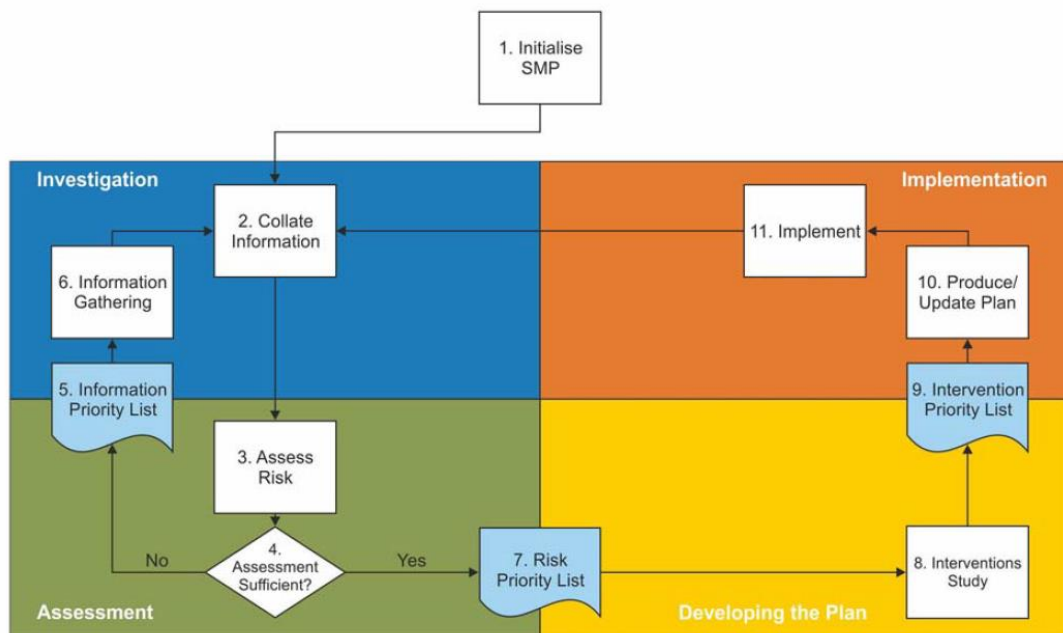 1. Initialise
SMP
Investigation
Implementation
2. Collate
Information
11. Implement
6. Information
Gathering
10. Produce/
Update Plan
5. Information
Priority List
9. Intervention
Priority List
3. Assess
Risk
No
4.
Assessment
Sufficient?
Yes
7. Risk
Priority List
8. Interventions
Study
Assessment
Developing the Plan